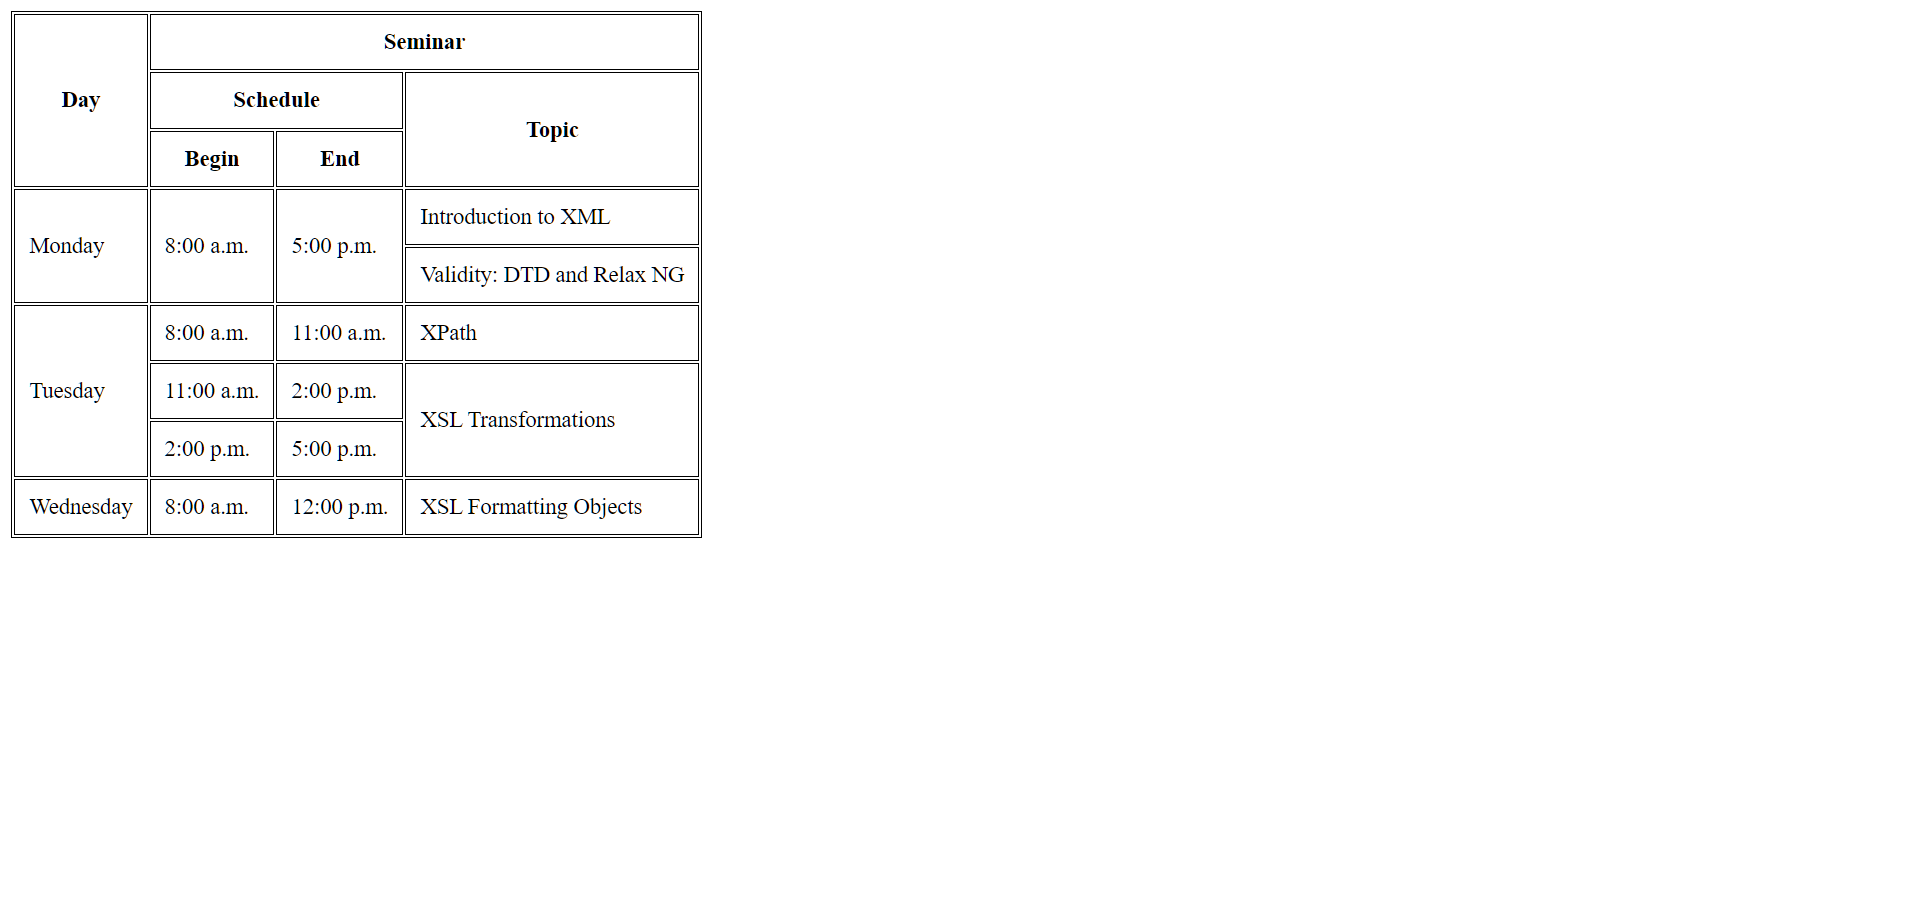 Day
Seminar
Schedule
Topic
Begin
End
Monday
8:00 a.m.
5:00 p.m.
Introduction to XML
Validity: DTD and Relax NG
Tuesday
8:00 a.m.
11:00 a.m.
XPath
11:00 a.m.
2:00 p.m.
XSL Transformations
2:00 p.m.
5:00 p.m.
Wednesday
8:00 a.m.
12:00 p.m.
XSL Formatting Objects